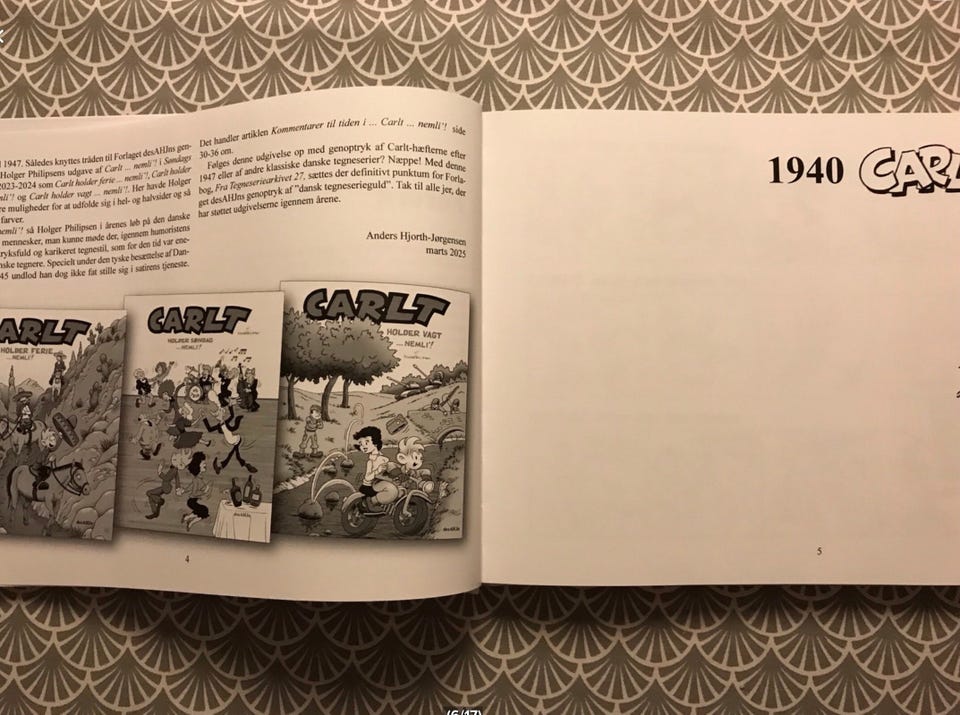 1947. Således knyttes tråden til Forlaget desAHJns gen-
Holger Philipsens udgave af Carlt ... nemli'! i Søndags
2023-2024 som Carlt holder ferie ... nemli'!, Carlt holder
nli'! og Carlt holder vagt ... nemli'!. Her havde Holger
re muligheder for at udfolde sig i hel- og halvsider og så
farver.
nemli'! så Holger Philipsen i årenes løb på den danske
mennesker, man kunne møde der, igennem humoristens
tryksfuld og karikeret tegnestil, som for den tid var ene-
nske tegnere. Specielt under den tyske besættelse af Dan-
45 undlod han dog ikke fat stille sig i satirens tjeneste.
Det handler artiklen Kommentarer til tiden i ... Carlt ... nemli'! side
30-36 om.
Følges denne udgivelse op med genoptryk af Carlt-hæfterne efter
1947 eller af andre klassiske danske tegneserier? Næppe! Med denne
bog, Fra Tegneseriearkivet 27, sættes der definitivt punktum for Forla-
get desAHJns genoptryk af "dansk tegneserieguld". Tak til alle jer, der
har støttet udgivelserne igennem årene.
Anders Hjorth-Jørgensen
marts 2025
ARLT
HOLDER FERIE
...NEMLI'!
CARLT
HOLDER SØNDAG
...NEMLI'!
CARLT
HOLDER VAGT
...NEMLI'!
4
1940 CARL
5
(6/17)